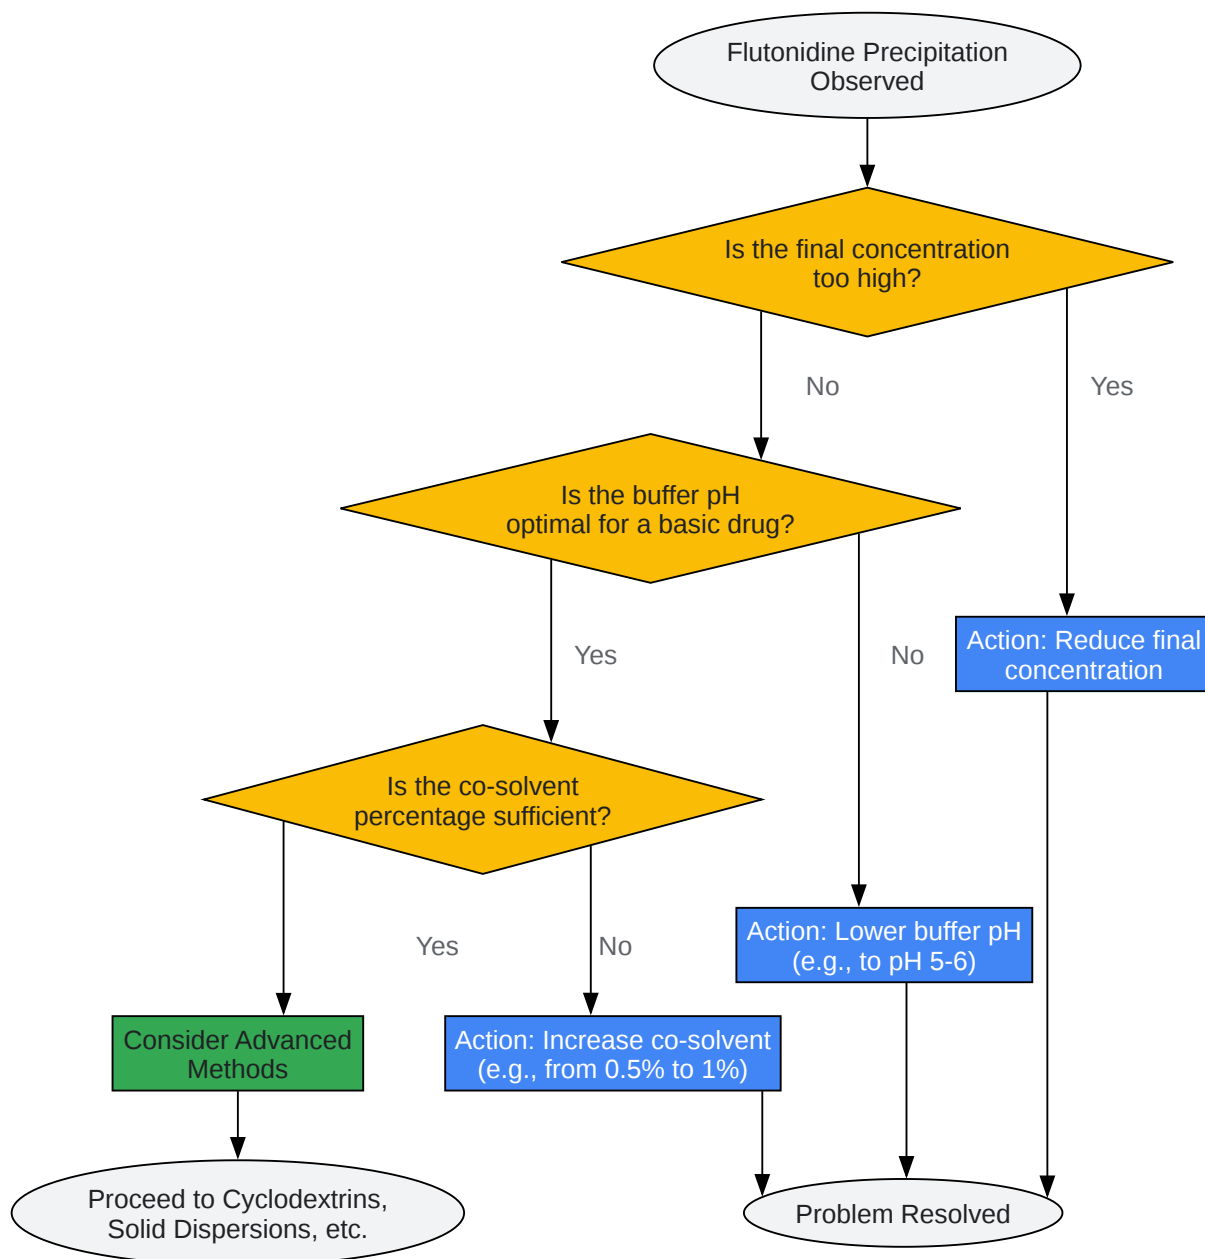 Flutonidine Precipitation
Observed
Is the final concentration
too high?
No
Yes
Is the buffer pH
optimal for a basic drug?
Action: Reduce final
concentration
Yes
No
Is the co-solvent
percentage sufficient?
Action: Lower buffer pH
(e.g., to pH 5-6)
Yes
No
Consider Advanced
Methods
Action: Increase co-solvent
(e.g., from 0.5% to 1%)
Proceed to Cyclodextrins,
Solid Dispersions, etc.
Problem Resolved